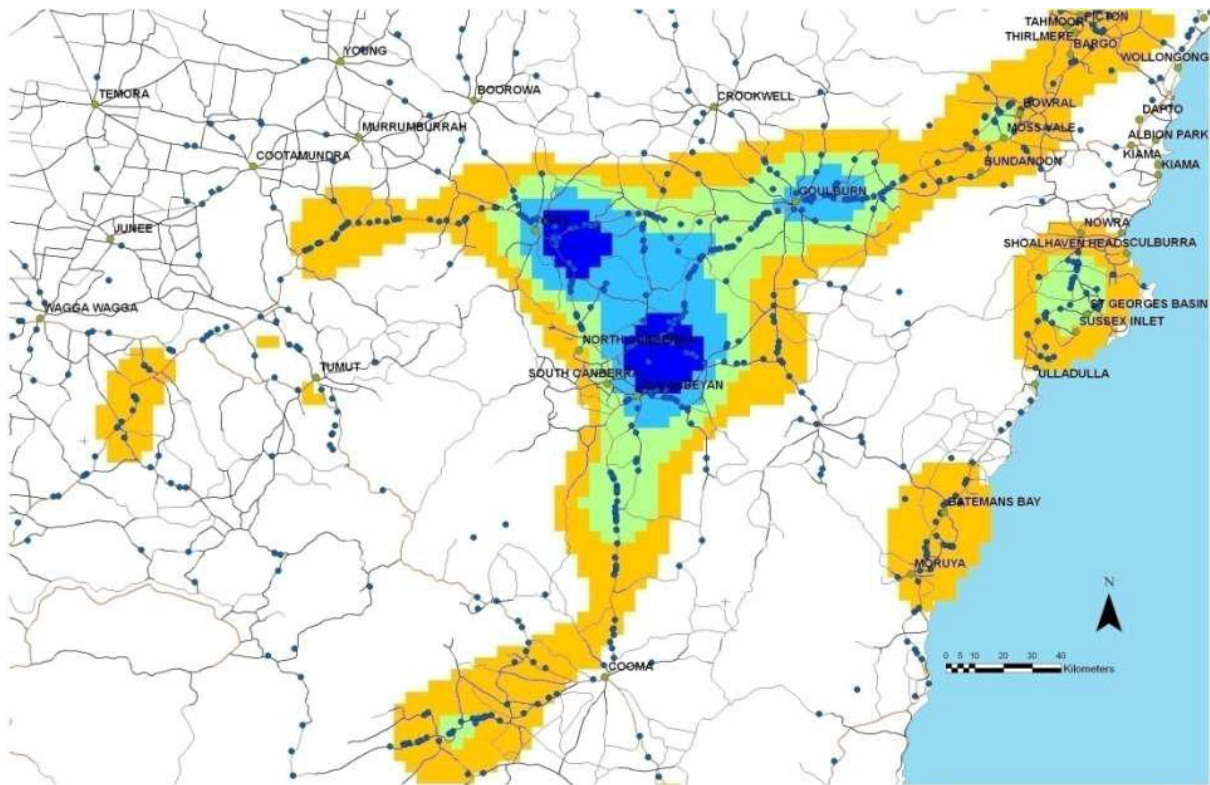 TAHMOOR PICTON
THIRLMERE
BARGO
WOLLONGONG
YOUNG
TEMORA
BOOROWA
CROOKWELL
BOWRAL
DAPTO
MURRUMBURRAH
MOSS VALE
ALBION PARK
COOTAMUNDRA
KIAMA
BUNDANOON
KIAMA
GOULBURN
NOWRA
JUNEE
SHOALHAVEN HEADS CULBURRA
WAGGA WAGGA
ST GEORGES BASIN
SUSSEX INLET
NORTH
TUMUT
SOUTH CANBERRA
ULLADULLA
BATEMANS BAY
MORUYA
N
COOMA
0 5 10 20 30 40
Kilometers